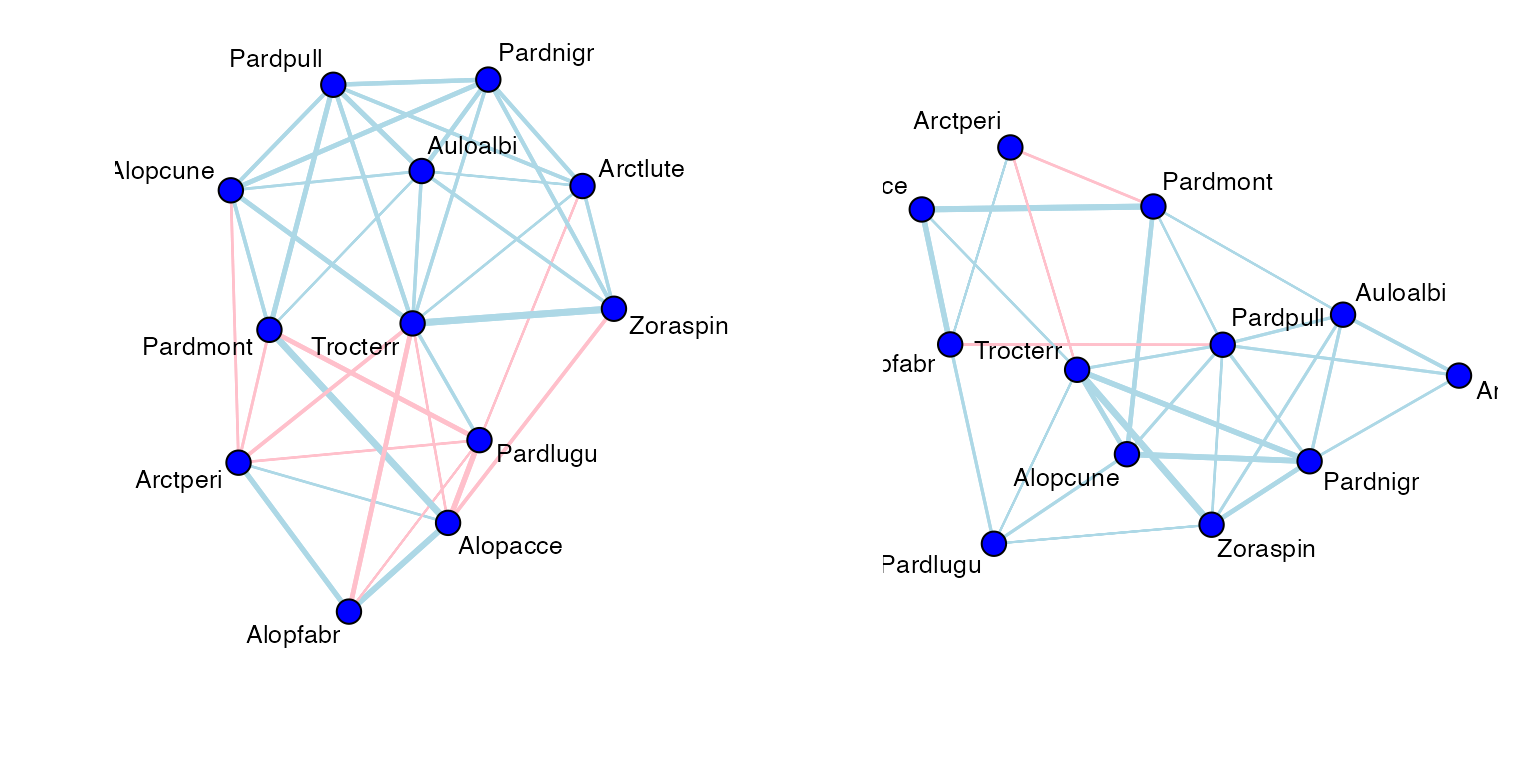 Pardpull
Pardnigr
Auloalbi
Alopcune
Arctlute
Zoraspin
Pardmont
Trocterr
Pardlugu
Arctperi
Alopacce
Alopfabr
Arctperi
Pardmont
ce
Auloalbi
Pardpull
Trocterr
pfabr
Ar
Alopcune
Pardnigr
Zoraspin
Pardlugu